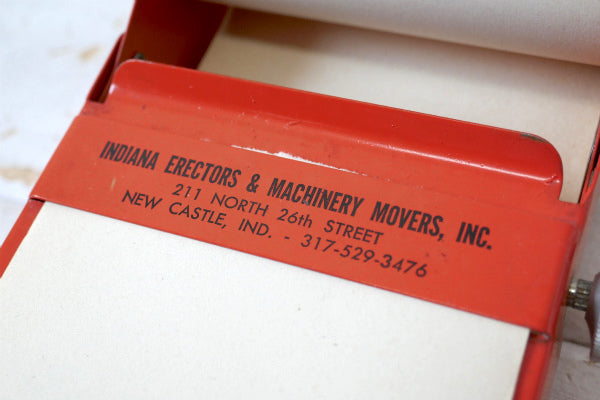 INDIANA ERECTORS & MACHINERY MOVERS, INC.
211 NORTH 26th STREET
NEW CASTLE, IND. - 317-529-3476